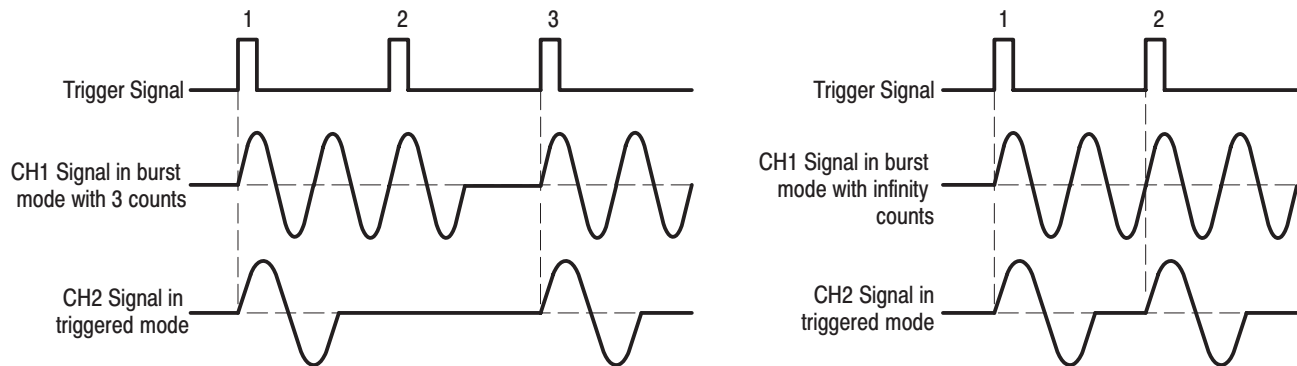 1 2 3
Trigger Signal
CH1 Signal in burst
mode with 3 counts
CH2 Signal in
triggered mode
1 2
Trigger Signal
CH1 Signal in burst
mode with infinity
counts
CH2 Signal in
triggered mode